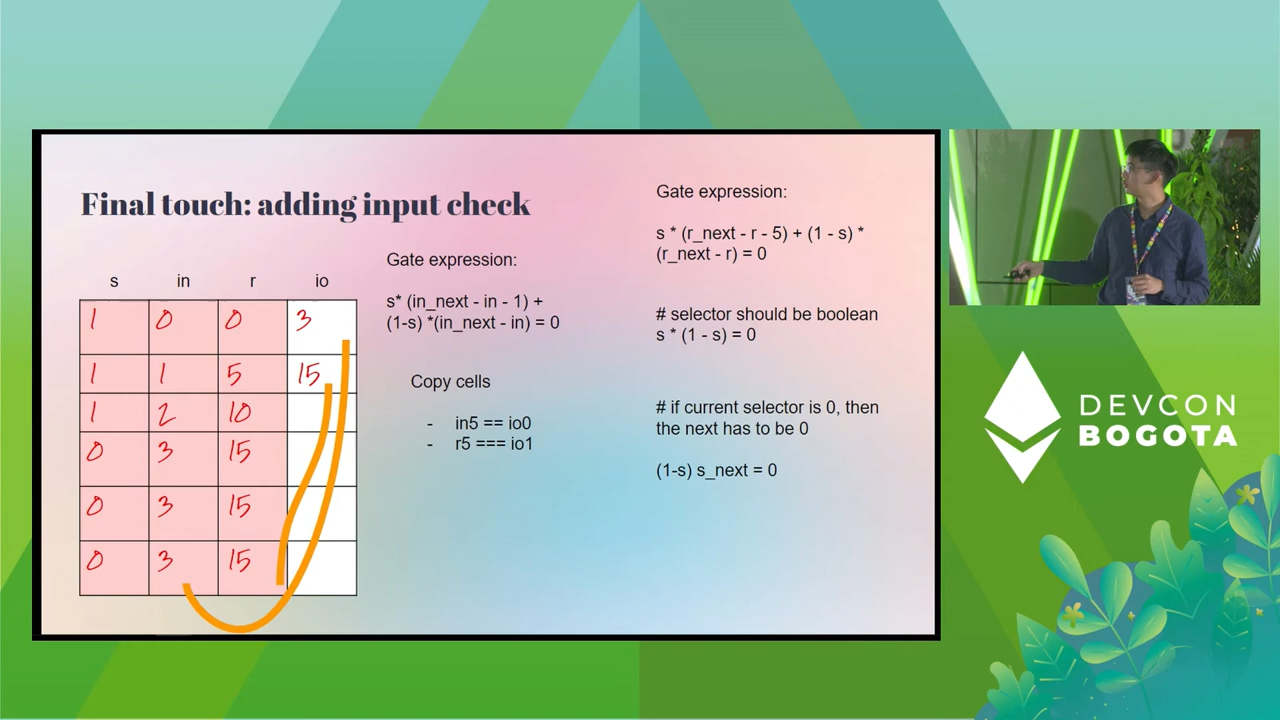 Final touch: adding input check
s in r io
1 0 0 3
1 1 5 15
1 2 10
0 3 15
0 3 15
0 3 15
Gate expression:
s* (in_next - in - 1) +
(1-s) *(in_next - in) = 0
Copy cells
- in5 == io0
- r5 === io1
Gate expression:
s * (r_next - r - 5) + (1 - s) *
(r_next - r) = 0
# selector should be boolean
s * (1 - s) = 0
# if current selector is 0, then
the next has to be 0
(1-s) s_next = 0
DEVCON
BOGOTA